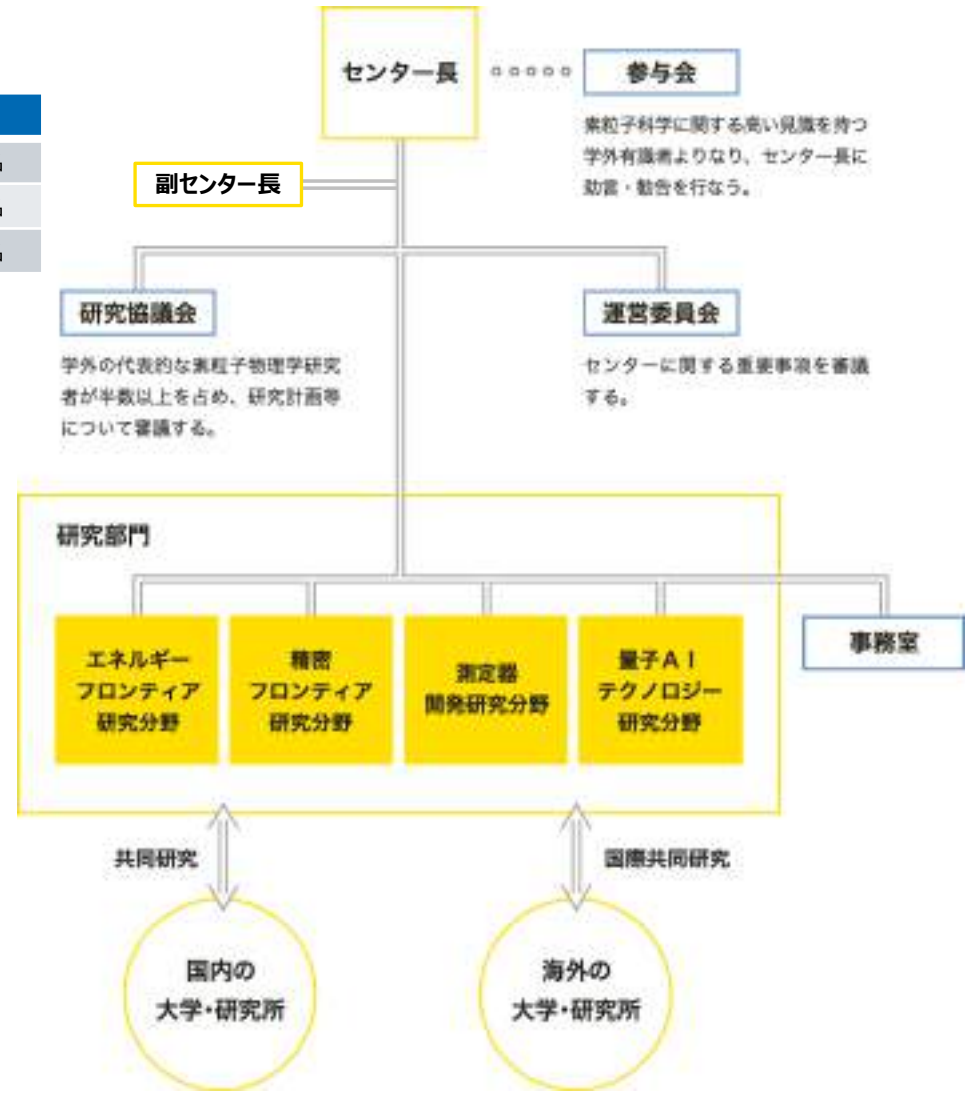 センター長
参与会
素粒子科学に関する高い見識を持つ
学外有識者よりなり、センター長に
助言・勧告を行なう。
副センター長
研究協議会
学外の代表的な素粒子物理学研究
者が半数以上を占め、研究計画等
について審議する。
運営委員会
センターに関する重要事項を審議
する。
研究部門
エネルギー
フロンティア
研究分野
精密
フロンティア
研究分野
測定器
開発研究分野
量子AI
テクノロジー
研究分野
事務室
共同研究
国際共同研究
国内の
大学・研究所
海外の
大学・研究所